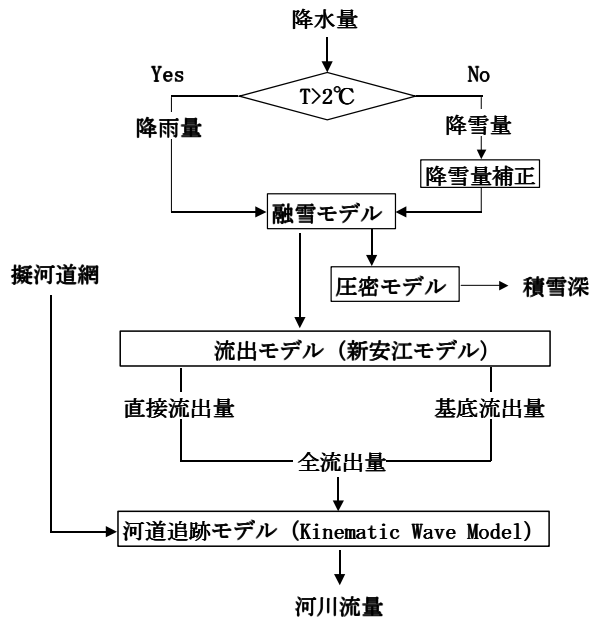 降水量
Yes
No
T>2℃
降雨量
降雪量
降雪量補正
融雪モデル
擬河道網
圧密モデル
積雪深
流出モデル (新安江モデル)
直接流出量
基底流出量
全流出量
河道追跡モデル (Kinematic Wave Model)
河川流量